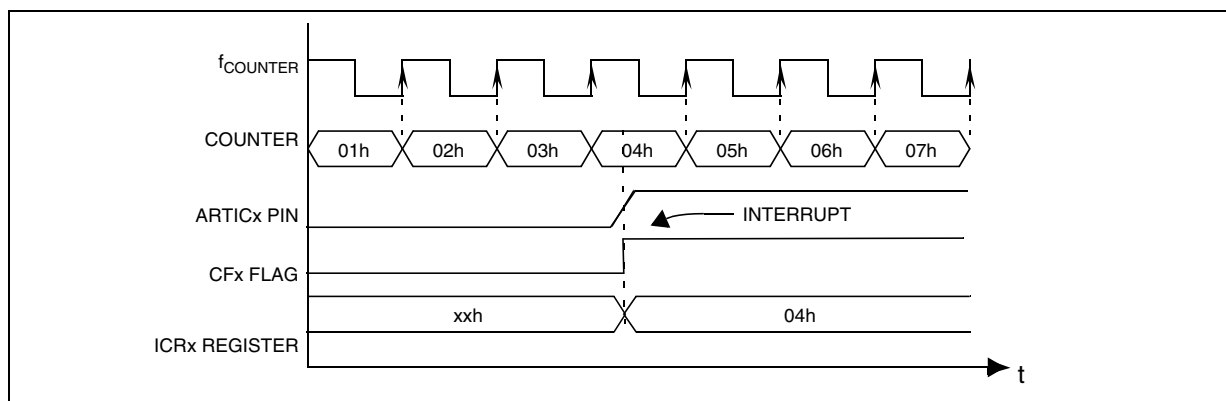 fCOUNTER
COUNTER
01h 02h 03h 04h 05h 06h 07h
ARTICx PIN
INTERRUPT
CFx FLAG
xxh 04h
ICRx REGISTER
t